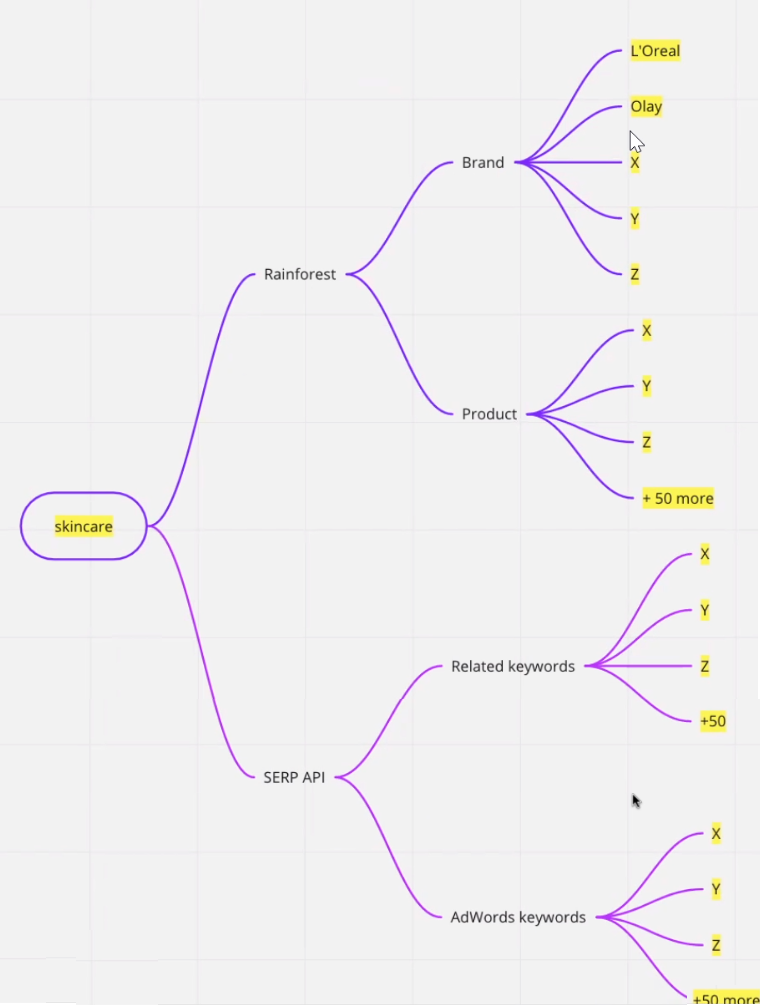 L'Oreal
Olay
Brand
X
Y
Rainforest
Z
X
Y
Product
Z
+ 50 more
skincare
X
Y
Related keywords
Z
+50
SERP API
X
Y
AdWords keywords
Z
+50 more